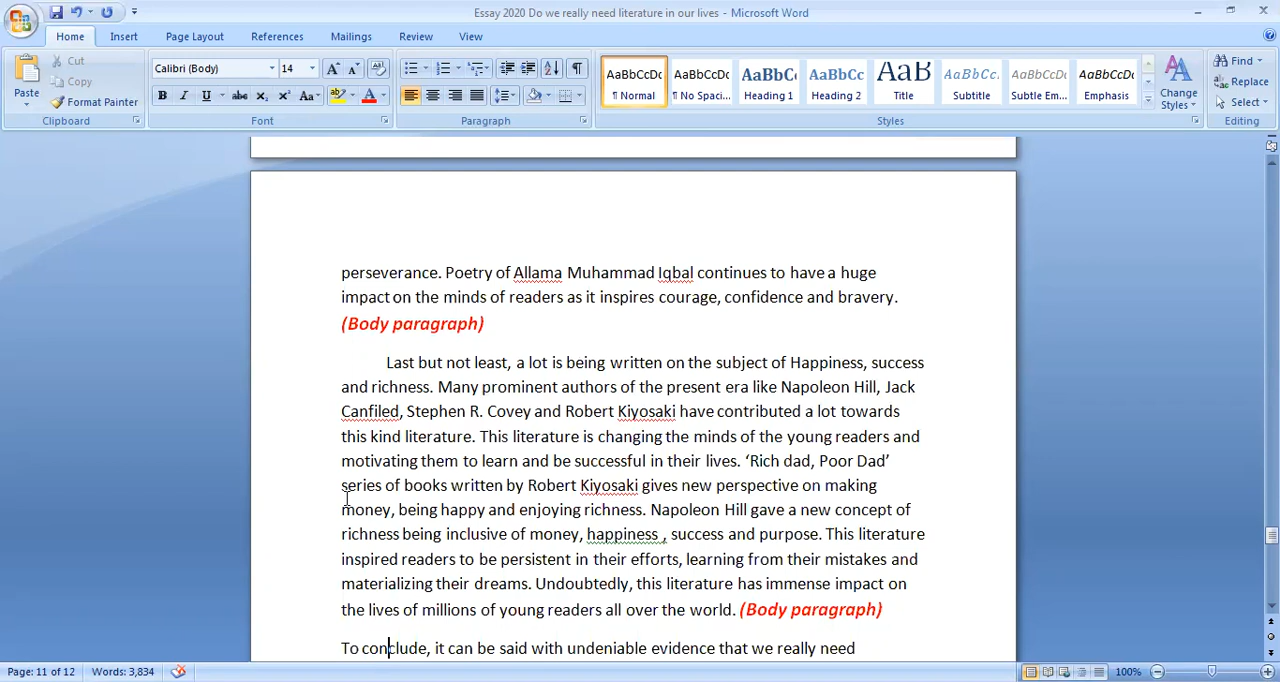 Essay 2020 Do we really need literature in our lives - Microsoft Word
Home Insert Page Layout References Mailings Review View
Paste
Cut
Copy
Format Painter
Clipboard
Calibri (Body) 14
Font
Paragraph
AaBbCcDc AaBbCcDc AaBbC AaBbCc AaB AaBbCc. AaBbCcDc AaBbCcDc
¶ Normal ¶ No Spaci... Heading 1 Heading 2 Title Subtitle Subtle Em... Emphasis
Styles
Change Styles
Find
Replace
Select
Editing
perseverance. Poetry of Allama Muhammad Iqbal continues to have a huge
impact on the minds of readers as it inspires courage, confidence and bravery.
(Body paragraph)
Last but not least, a lot is being written on the subject of Happiness, success
and richness. Many prominent authors of the present era like Napoleon Hill, Jack
Canfiled, Stephen R. Covey and Robert Kiyosaki have contributed a lot towards
this kind literature. This literature is changing the minds of the young readers and
motivating them to learn and be successful in their lives. ‘Rich dad, Poor Dad’
series of books written by Robert Kiyosaki gives new perspective on making
money, being happy and enjoying richness. Napoleon Hill gave a new concept of
richness being inclusive of money, happiness , success and purpose. This literature
inspired readers to be persistent in their efforts, learning from their mistakes and
materializing their dreams. Undoubtedly, this literature has immense impact on
the lives of millions of young readers all over the world. (Body paragraph)
To conclude, it can be said with undeniable evidence that we really need
Page: 11 of 12 Words: 3,834 100%